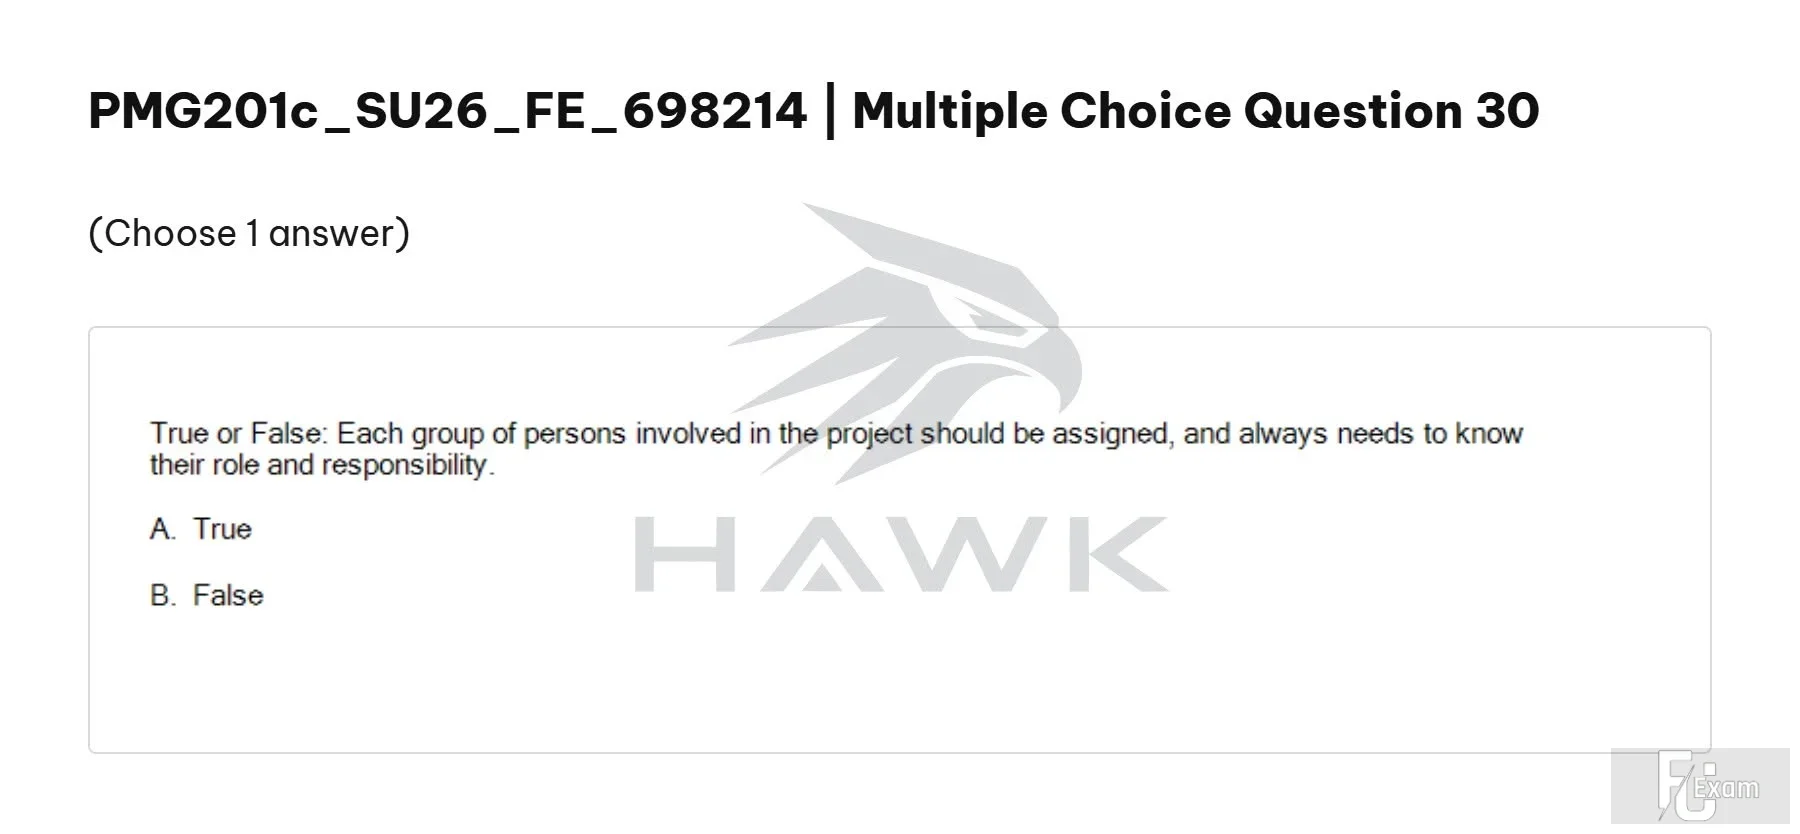 PMG201c_SU26_FE_698214 | Multiple Choice Question 30
(Choose 1 answer)
True or False: Each group of persons involved in the project should be assigned, and always needs to know
their role and responsibility.
A. True
B. False
HAWK
FU Exam